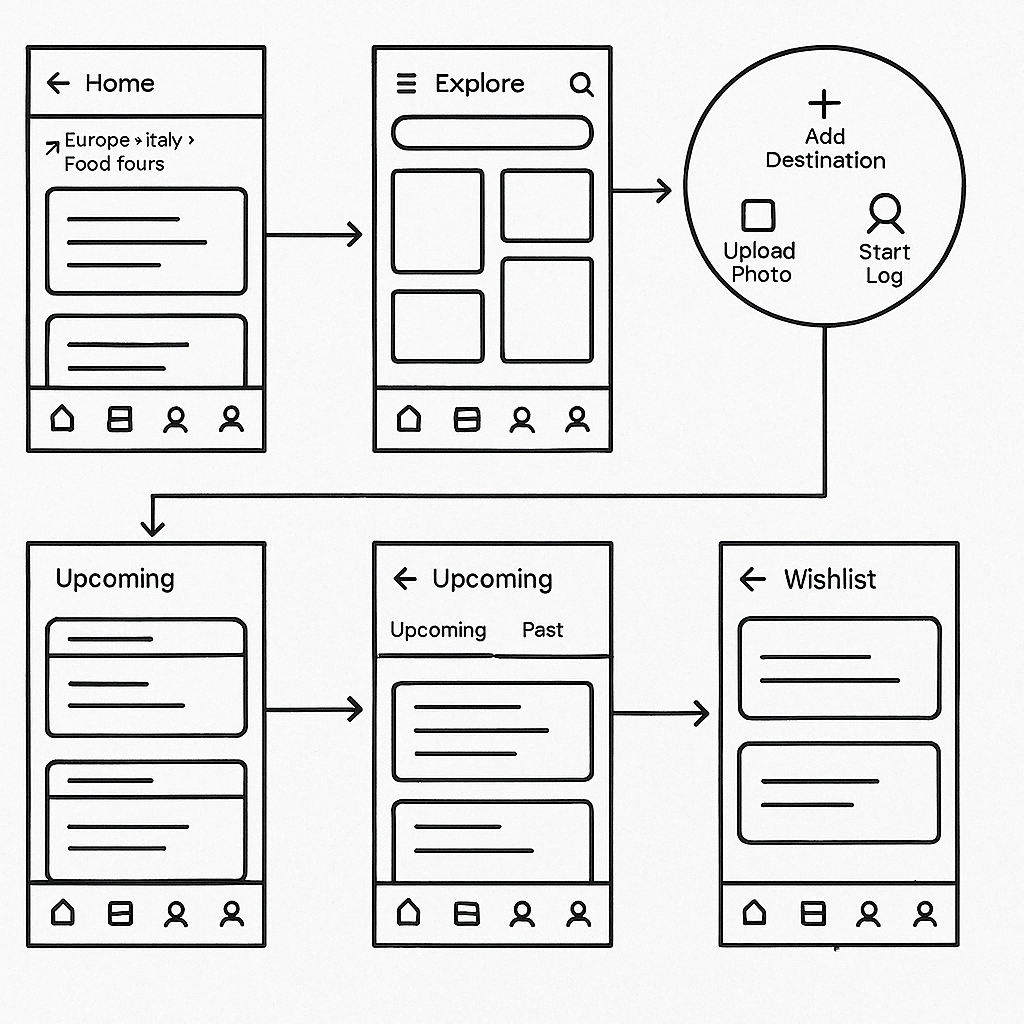 Home
Europe › italy ›
Food fours
Explore
Add
Destination
Upload
Photo
Start
Log
Upcoming
Upcoming
Upcoming Past
Wishlist